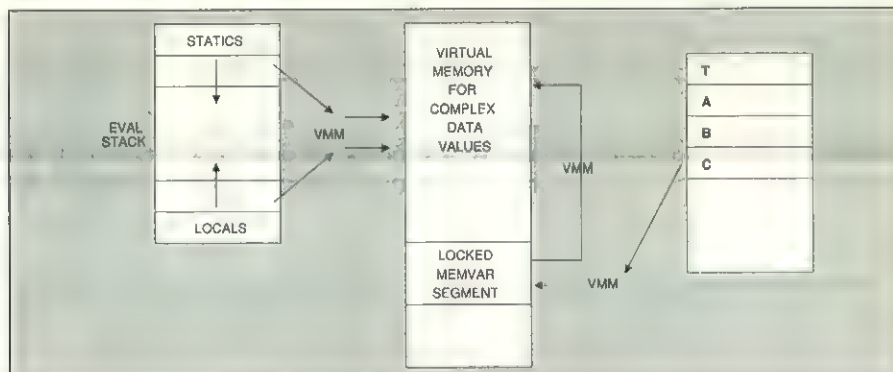 STATICS
EVAL
STACK
LOCALS
VMM
VIRTUAL
MEMORY
FOR
COMPLEX
DATA
VALUES
LOCKED
MEMVAR
SEGMENT
VMM
VMM
T
A
B
C